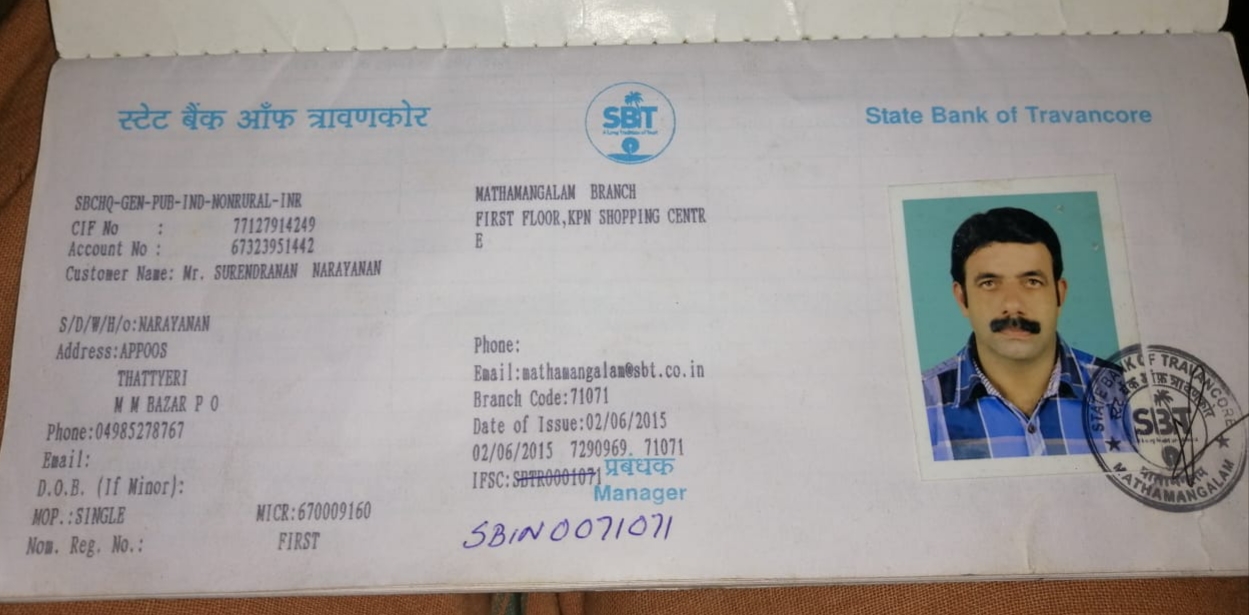 स्टेट बैंक ऑफ त्रावणकोर
SBT
A Long Tradition of Trust
State Bank of Travancore
SBCHQ-GEN-PUB-IND-NONRURAL-INR
CIF No : 77127914249
Account No : 67323951442
Customer Name: Mr. SURENDRANAN NARAYANAN
S/D/W/H/o:NARAYANAN
Address:APPOOS
THATTYERI
M M BAZAR P O
Phone:04985278767
Email:
D.O.B. (If Minor):
MOP.:SINGLE MICR:670009160
Nom. Reg. No.: FIRST
MATHAMANGALAM BRANCH
FIRST FLOOR,KPN SHOPPING CENTR
E
Phone:
Email:mathamangalam@sbt.co.in
Branch Code:71071
Date of Issue:02/06/2015
02/06/2015 7290969 71071
IFSC:SBTR0001071
प्रबंधक
Manager
SBIN0071071
STATE BANK OF TRAVANCORE
SBT
MATHAMANGALAM